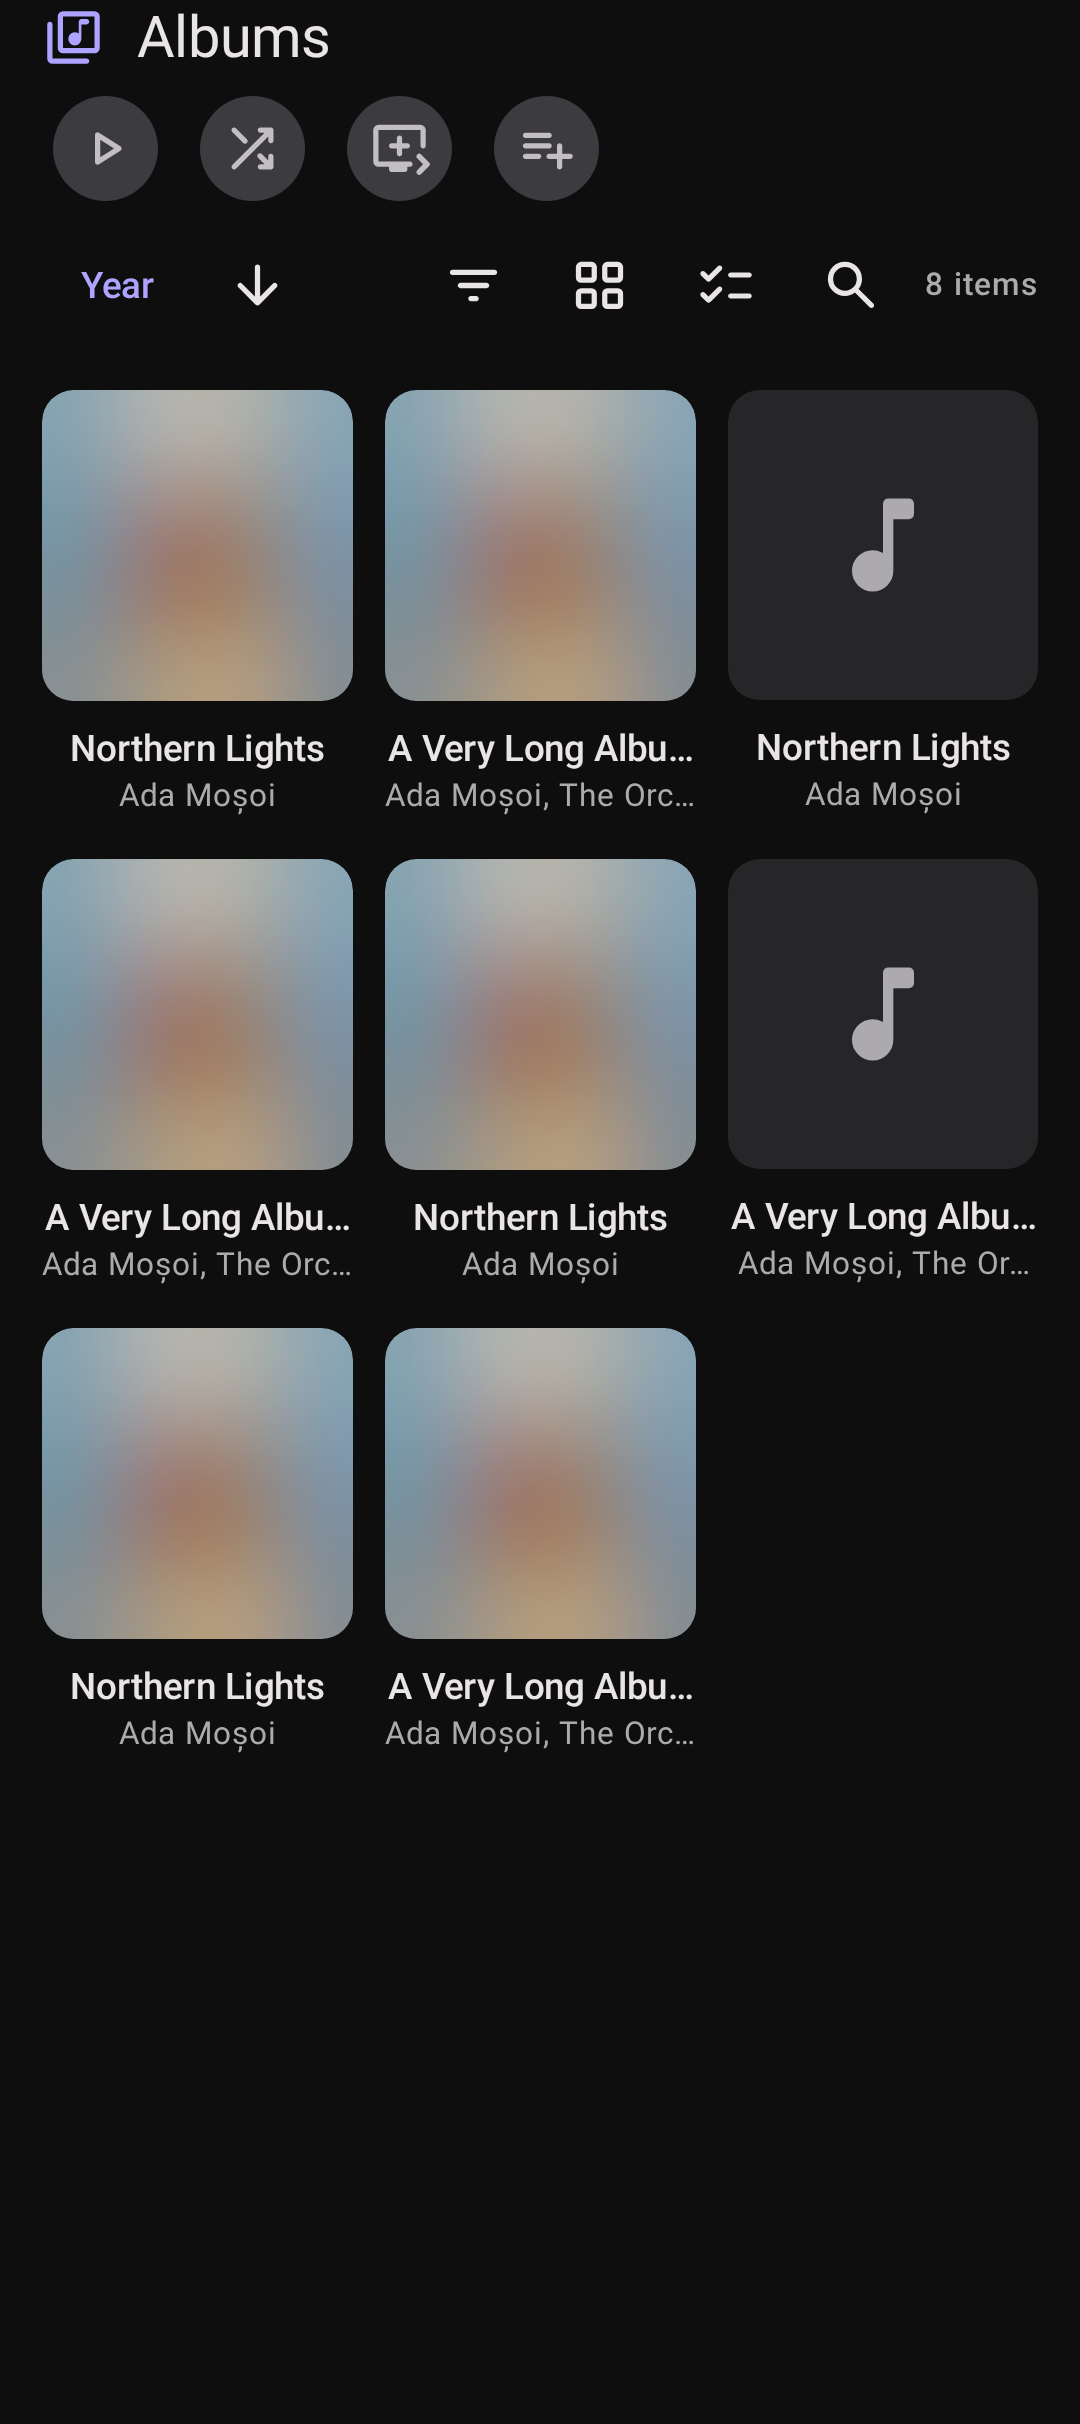 Albums
Year
8 items
Northern Lights
Ada Moșoi
A Very Long Albu...
Ada Moșoi, The Orc...
Northern Lights
Ada Moșoi
A Very Long Albu...
Ada Moșoi, The Orc...
Northern Lights
Ada Moșoi
A Very Long Albu...
Ada Moșoi, The Or...
Northern Lights
Ada Moșoi
A Very Long Albu...
Ada Moșoi, The Orc...